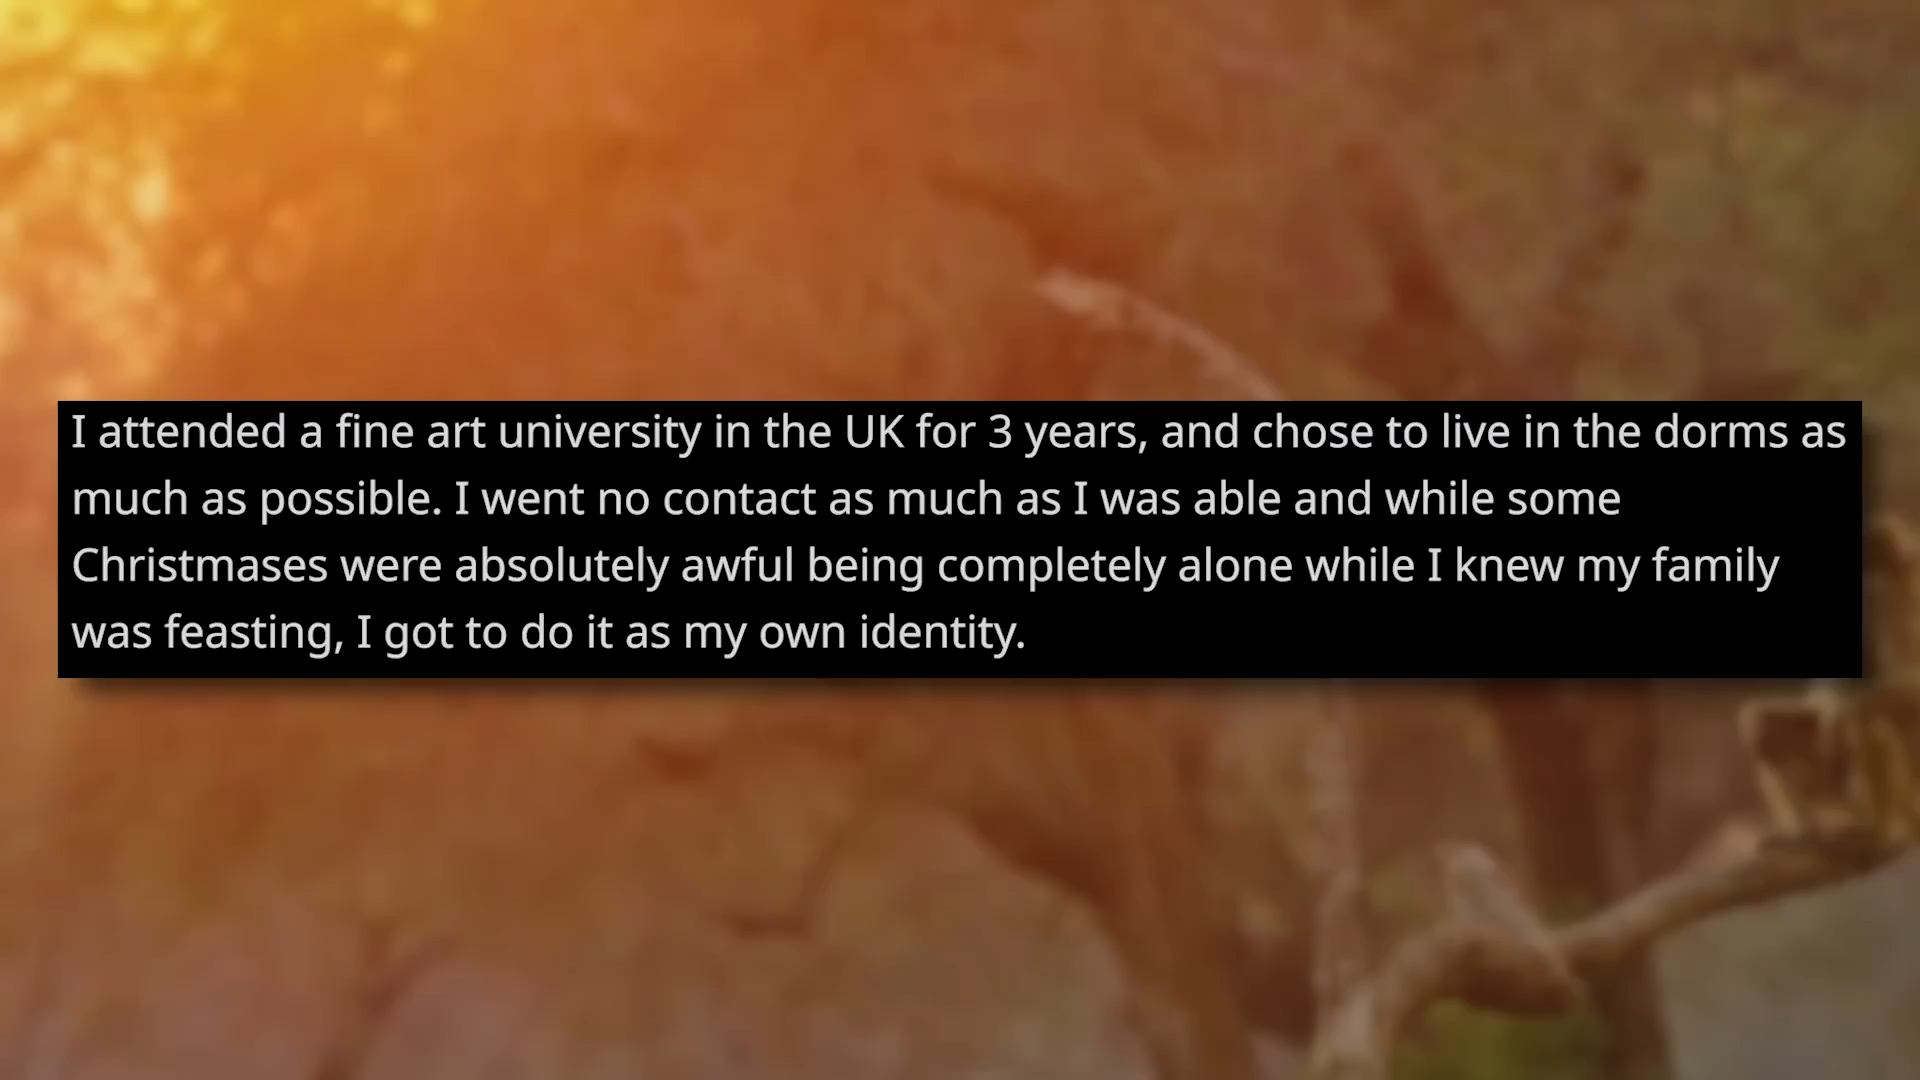 I attended a fine art university in the UK for 3 years, and chose to live in the dorms as
much as possible. I went no contact as much as I was able and while some
Christmases were absolutely awful being completely alone while I knew my family
was feasting, I got to do it as my own identity.